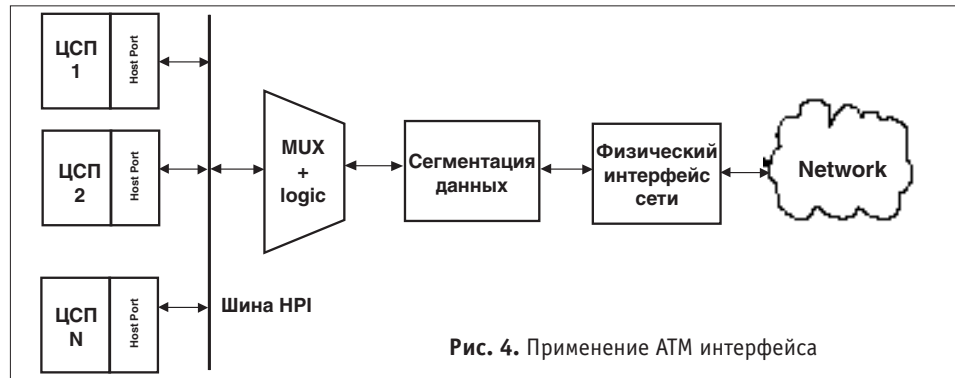 ЦСП
1
Host Port
ЦСП
2
Host Port
ЦСП
N
Host Port
Шина HPI
MUX
+
logic
Сегментация
данных
Физический
интерфейс
сети
Network
Рис. 4. Применение АТМ интерфейса